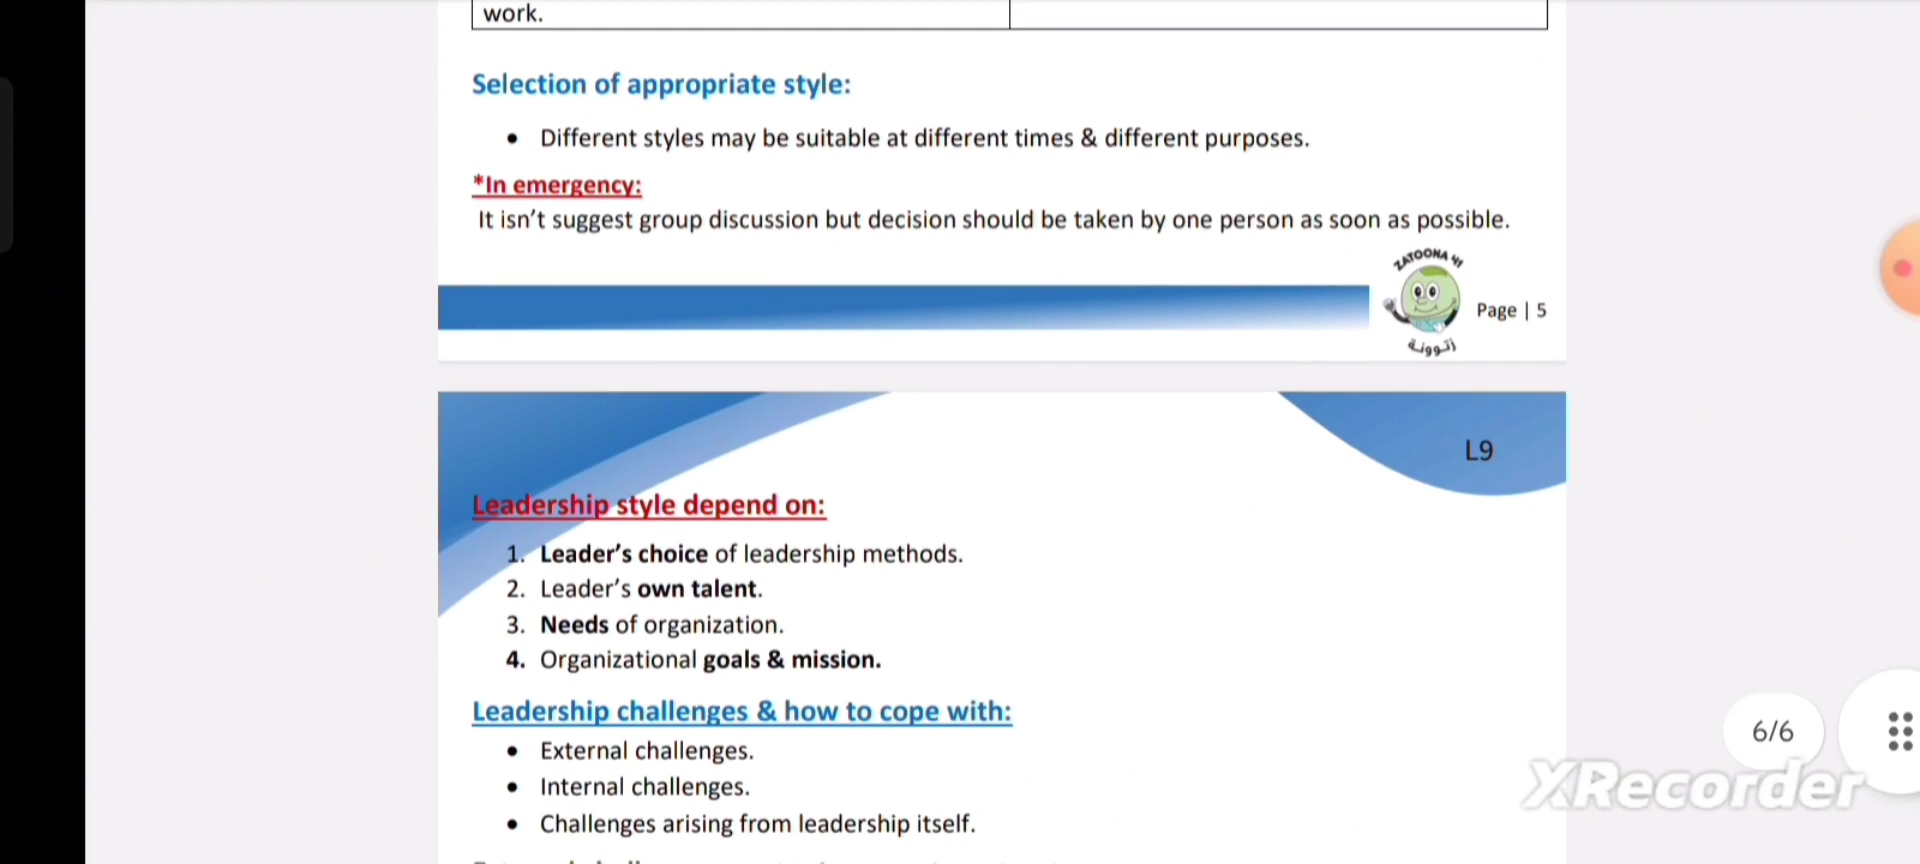 work.
Selection of appropriate style:
• Different styles may be suitable at different times & different purposes.
*In emergency:
It isn't suggest group discussion but decision should be taken by one person as soon as possible.
ZATOONA
Page | 5
L9
Leadership style depend on:
1. Leader's choice of leadership methods.
2. Leader's own talent.
3. Needs of organization.
4. Organizational goals & mission.
Leadership challenges & how to cope with:
• External challenges.
• Internal challenges.
6/6
XRecorder
• Challenges arising from leadership itself.